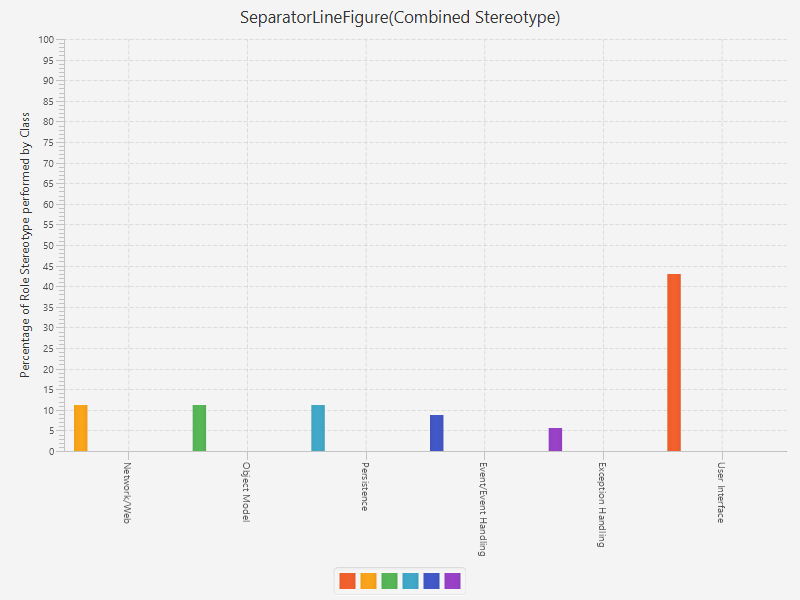 SeparatorLineFigure(Combined Stereotype)
Percentage of Role Stereotype performed by Class
100
95
90
85
80
75
70
65
60
55
50
45
40
35
30
25
20
15
10
5
0
Network/Web
Object Model
Persistence
Event/Event Handling
Exception Handling
User Interface